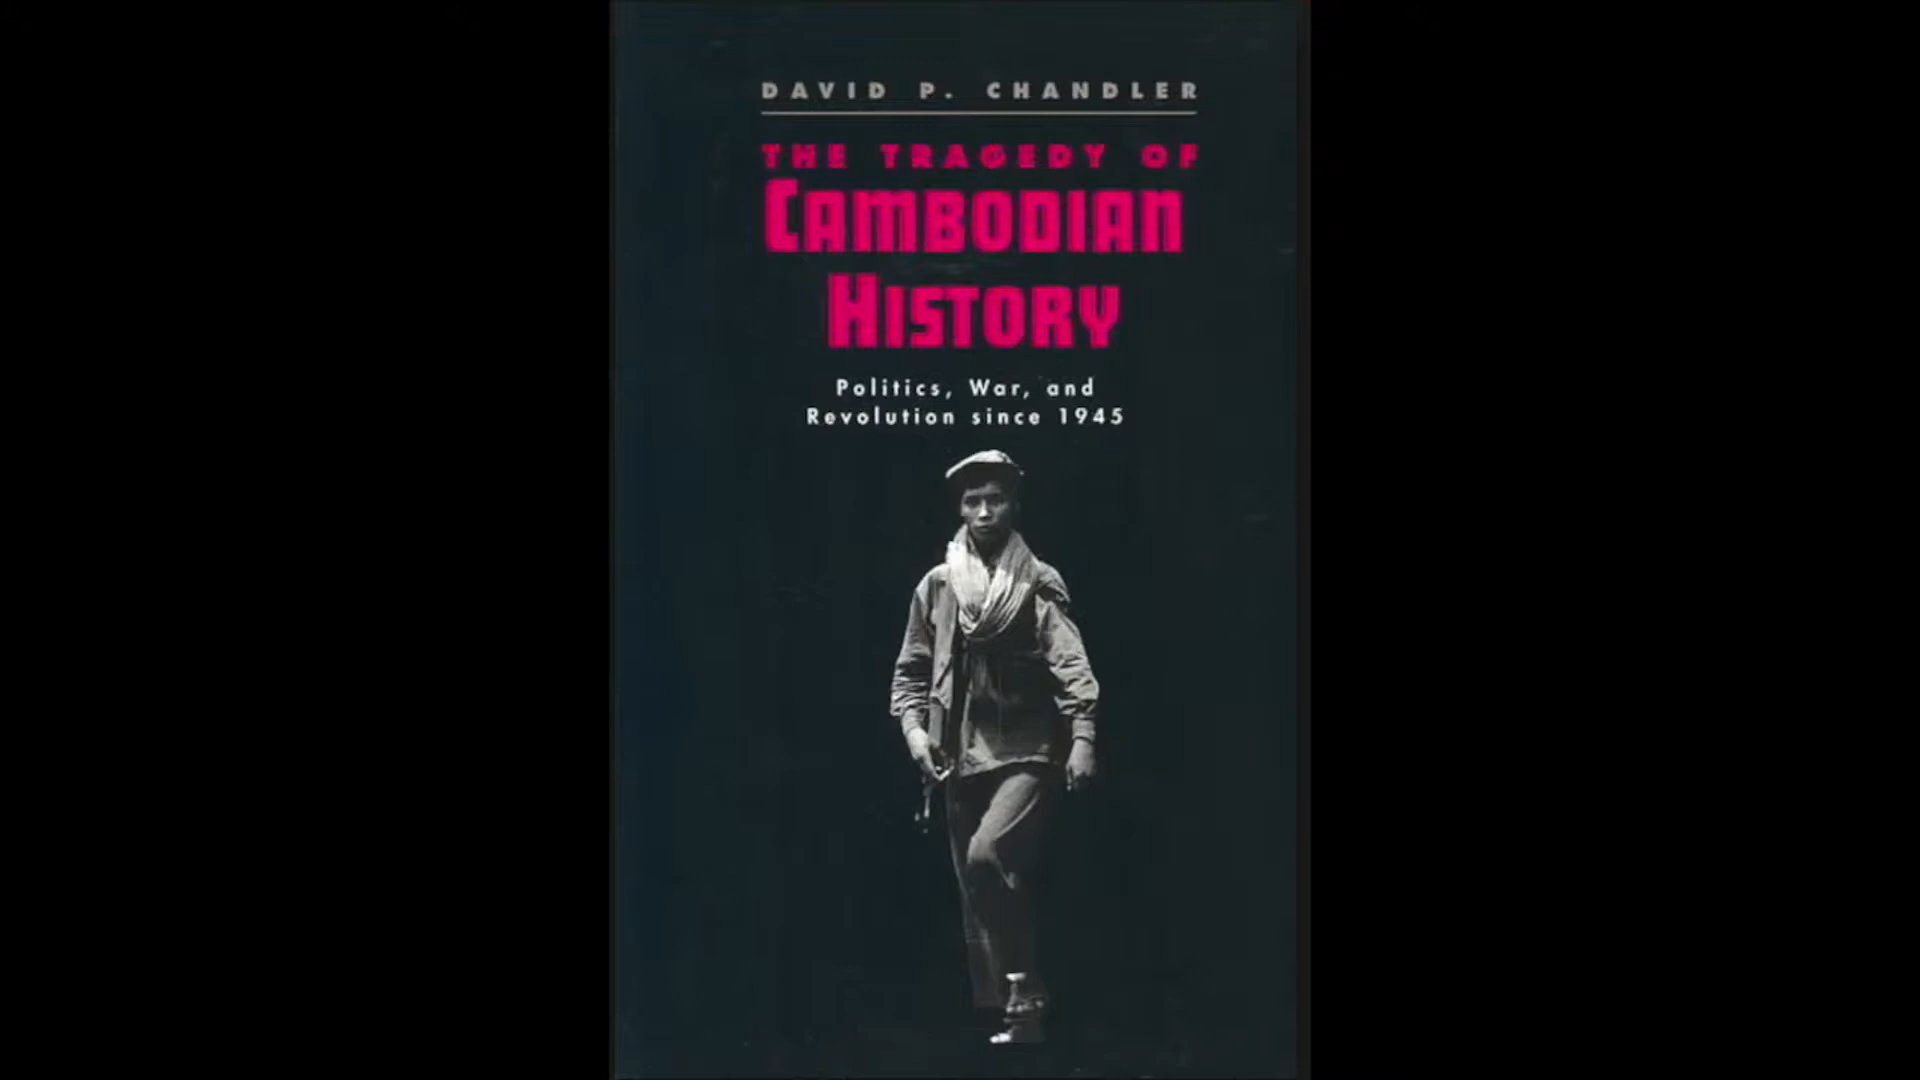 DAVID P. CHANDLER
THE TRAGEDY OF
CAMBODIAN
HISTORY
Politics, War, and
Revolution since 1945